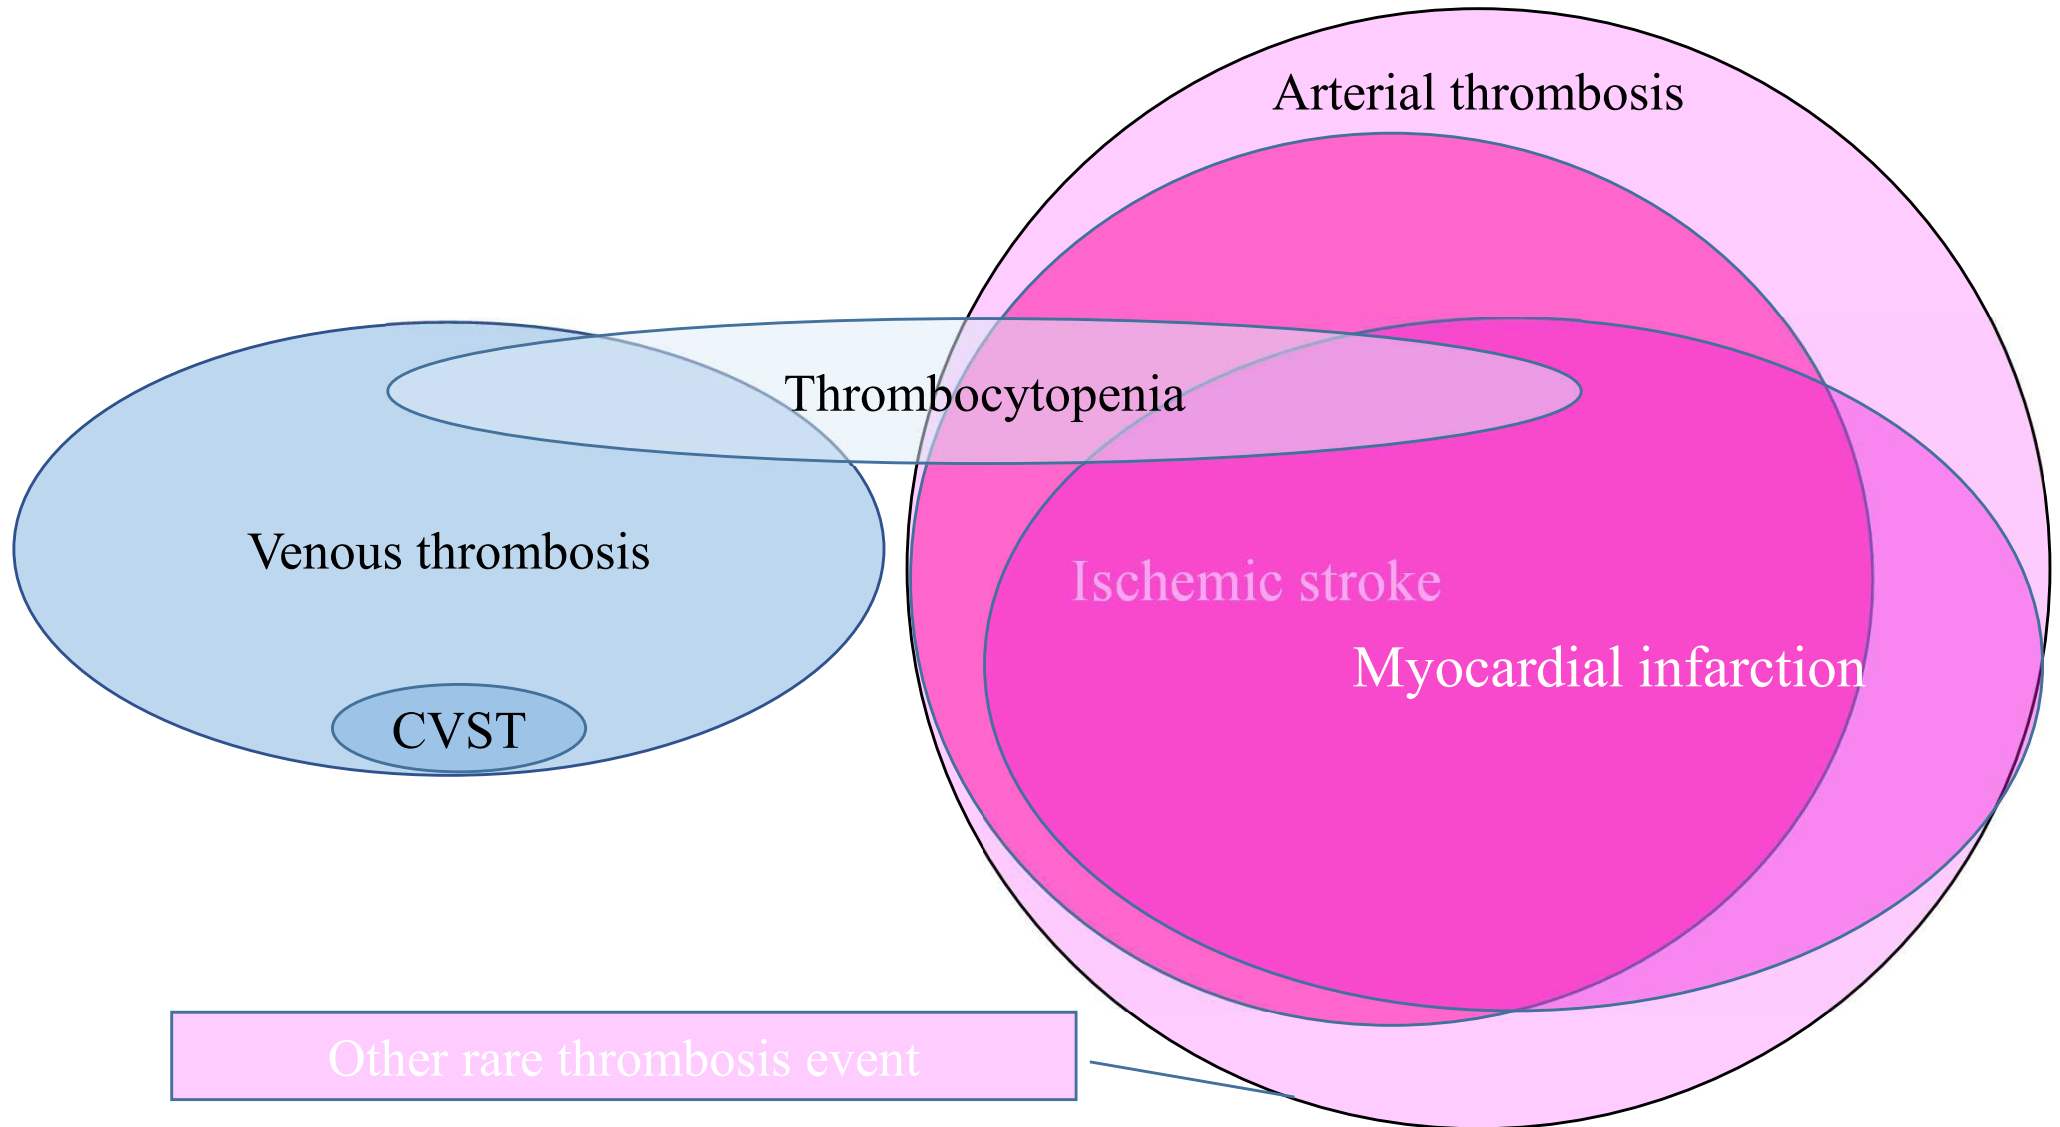 Arterial thrombosis
Thrombocytopenia
Venous thrombosis
Ischemic stroke
Myocardial infarction
CVST
Other rare thrombosis event